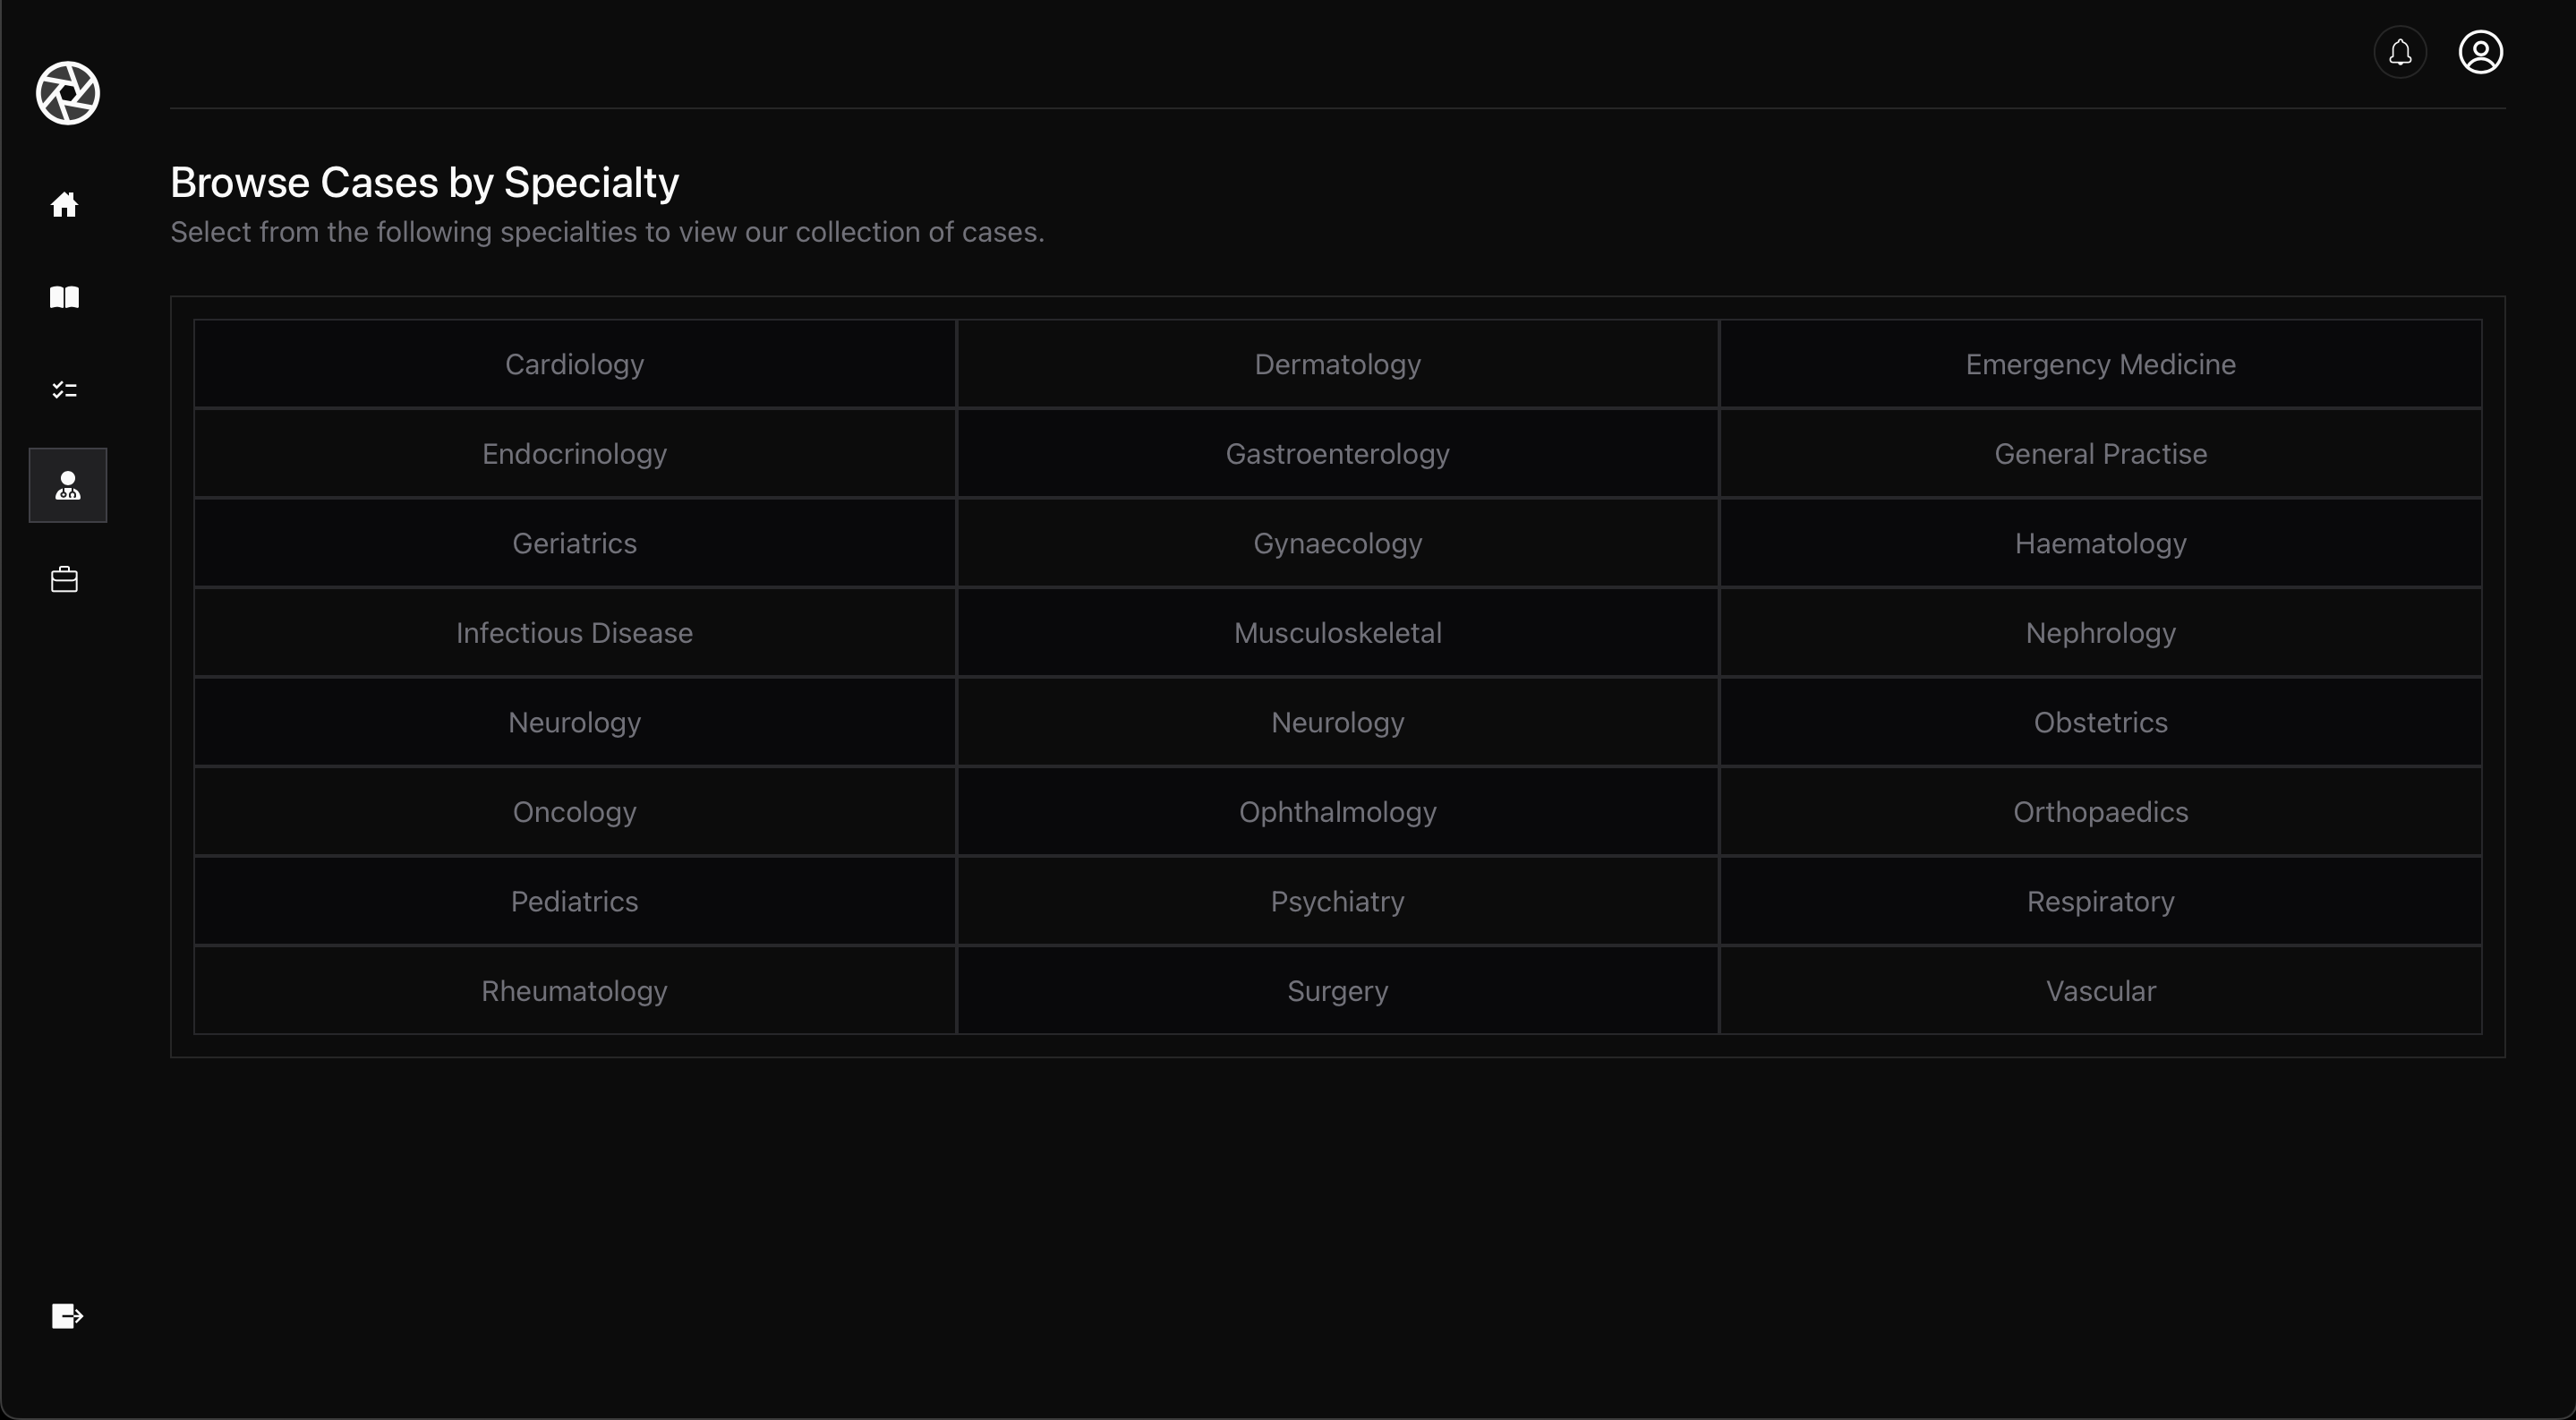 Browse Cases by Specialty
Select from the following specialties to view our collection of cases.
Cardiology
Dermatology
Emergency Medicine
Endocrinology
Gastroenterology
General Practise
Geriatrics
Gynaecology
Haematology
Infectious Disease
Musculoskeletal
Nephrology
Neurology
Neurology
Obstetrics
Oncology
Ophthalmology
Orthopaedics
Pediatrics
Psychiatry
Respiratory
Rheumatology
Surgery
Vascular